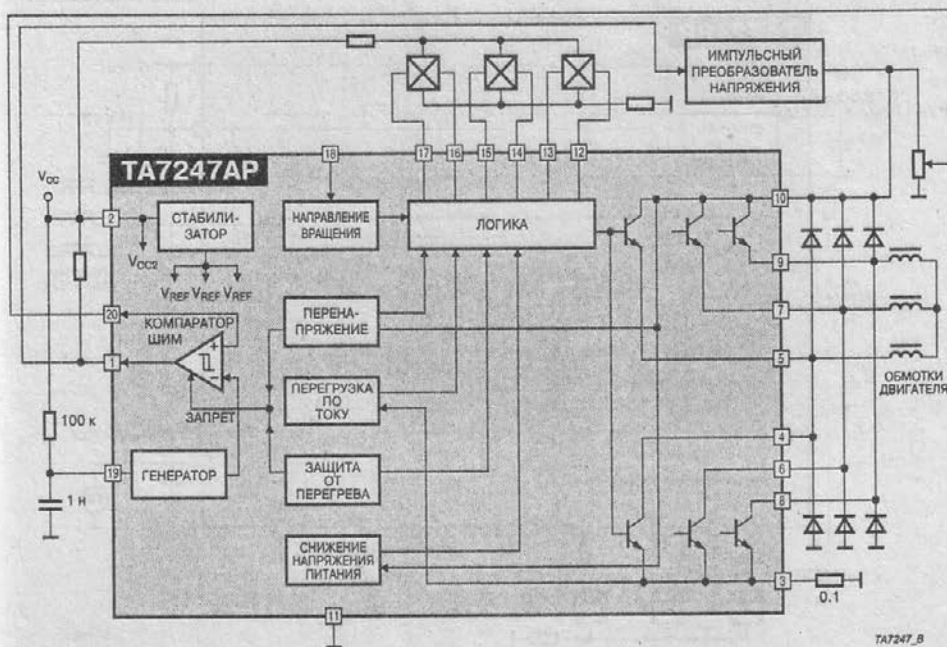 ИМПУЛЬСНЫЙ
ПРЕОБРАЗОВАТЕЛЬ
НАПРЯЖЕНИЯ
TA7247AP
18
17
16
15
14
13
12
VCC
2
СТАБИЛИ-
ЗАТОР
НАПРАВЛЕНИЕ
ВРАЩЕНИЯ
ЛОГИКА
10
VCC2
VREF VREF VREF
9
20
КОМПАРАТОР
ШИМ
ПЕРЕНА-
ПРЯЖЕНИЕ
7
1
5
ОБМОТКИ
ДВИГАТЕЛЯ
ПЕРЕГРУЗКА
ПО
ТОКУ
ЗАПРЕТ
100 к
4
19
ГЕНЕРАТОР
ЗАЩИТА
ОТ
ПЕРЕГРЕВА
6
8
1 н
СНИЖЕНИЕ
НАПРЯЖЕНИЯ
ПИТАНИЯ
3
0.1
11
TA7247_B